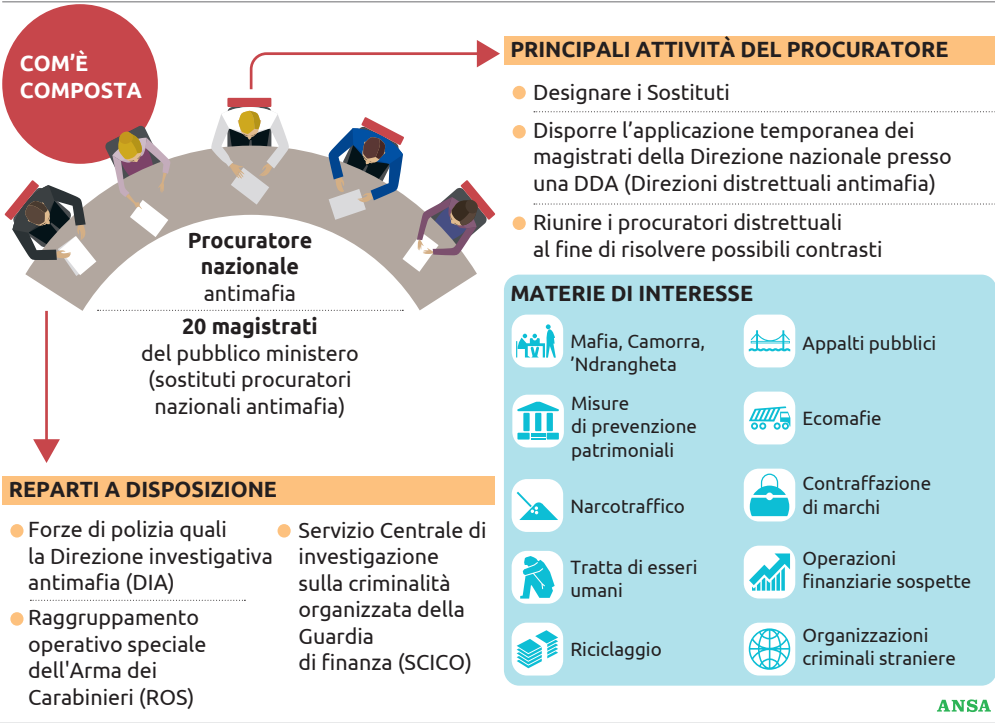 COM'È
COMPOSTA
Procuratore
nazionale
antimafia
20 magistrati
del pubblico ministero
(sostituti procuratori
nazionali antimafia)
PRINCIPALI ATTIVITÀ DEL PROCURATORE
Designare i Sostituti
Disporre l'applicazione temporanea dei
magistrati della Direzione nazionale presso
una DDA (Direzioni distrettuali antimafia)
Riunire i procuratori distrettuali
al fine di risolvere possibili contrasti
REPARTI A DISPOSIZIONE
Forze di polizia quali
la Direzione investigativa
antimafia (DIA)
Raggruppamento
operativo speciale
dell'Arma dei
Carabinieri (ROS)
Servizio Centrale di
investigazione
sulla criminalità
organizzata della
Guardia
di finanza (SCICO)
MATERIE DI INTERESSE
Mafia, Camorra,
'Ndrangheta
Misure
di prevenzione
patrimoniali
Narcotraffico
Tratta di esseri
umani
Riciclaggio
Appalti pubblici
Ecomafie
Contraffazione
di marchi
Operazioni
finanziarie sospette
Organizzazioni
criminali straniere
ANSA